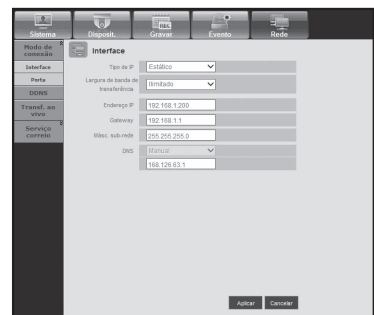 Sistema
Disposit.
REC
Gravar
Evento
Rede
Modo de
conexão
Interface
Porta
DDNS
Transf. ao
vivo
Serviço
correio
Interface
Tipo de IP
Estático
Largura de banda de
transferência
Ilimitado
Endereço IP
192.168.1.200
Gateway
192.168.1.1
Másc. sub-rede
255.255.255.0
DNS
Manual
168.126.63.1
Aplicar
Cancelar